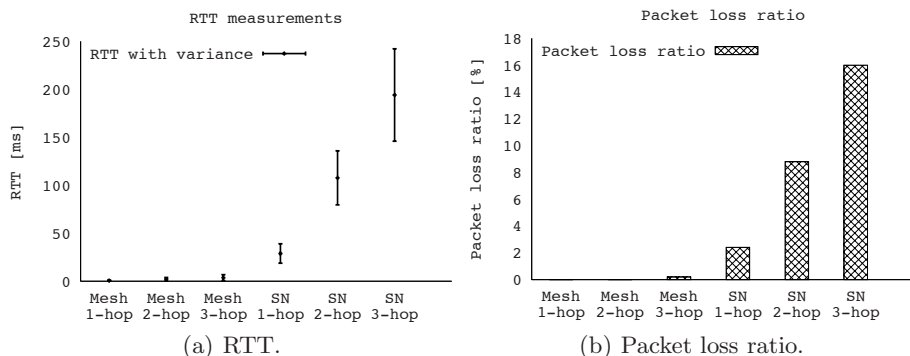 RTT measurements
RTT [ms]
250
200
150
100
50
0
RTT with variance
Mesh Mesh Mesh SN SN SN
1-hop 2-hop 3-hop 1-hop 2-hop 3-hop
(a) RTT.
Packet loss ratio
Packet loss ratio [%]
18
16
14
12
10
8
6
4
2
0
Packet loss ratio
Mesh Mesh Mesh SN SN SN
1-hop 2-hop 3-hop 1-hop 2-hop 3-hop
(b) Packet loss ratio.